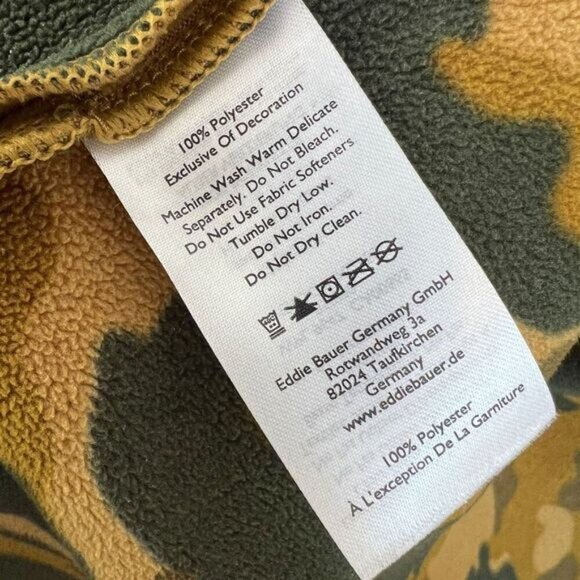 100% Polyester
Exclusive Of Decoration
Machine Wash Warm Delicate
Separately. Do Not Bleach.
Do Not Use Fabric Softeners
Tumble Dry Low.
Do Not Iron.
Do Not Dry Clean.
Eddie Bauer Germany GmbH
Rotwandweg 3a
82024 Taufkirchen
Germany
www.eddiebauer.de
100% Polyester
À L'exception De La Garniture